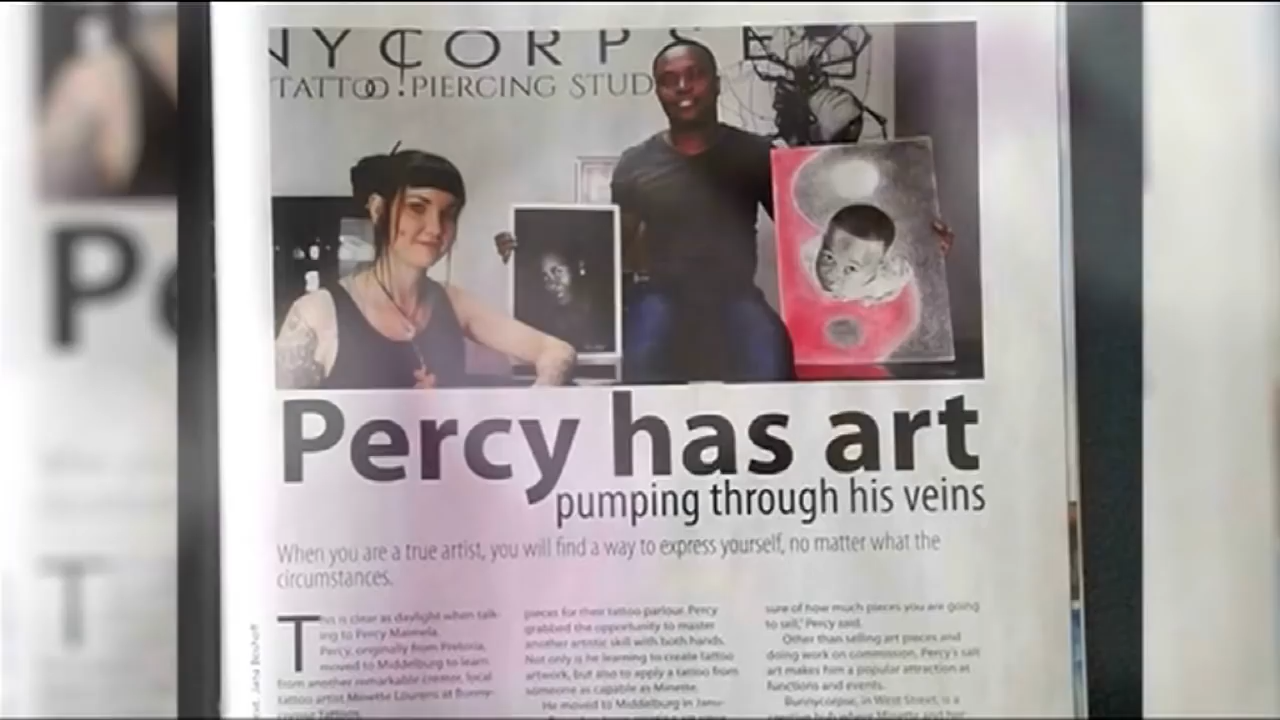 NYCORPSE
TATTOO!PIERCING STUD
Percy has art
pumping through his veins
When you are a true artist, you will find a way to express yourself, no matter what the
circumstances.
This is clear as daylight when talk-
ing to Percy Maimela.
Percy, originally from Pretoria,
moved to Middelburg to learn
from another remarkable creator, local
tattoo artist Minette Lourens at Bunny-
corpse Tattoos.
pieces for their tattoo parlour. Percy
grabbed the opportunity to master
another artistic skill with both hands.
Not only is he learning to create tattoo
artwork, but also to apply a tattoo from
someone as capable as Minette.
He moved to Middelburg in Janu-
sure of how much pieces you are going
to sell," Percy said.
Other than selling art pieces and
doing work on commission, Percy's salt
art makes him a popular attraction at
functions and events.
Bunnycorpse, in West Street, is a
Pe
T